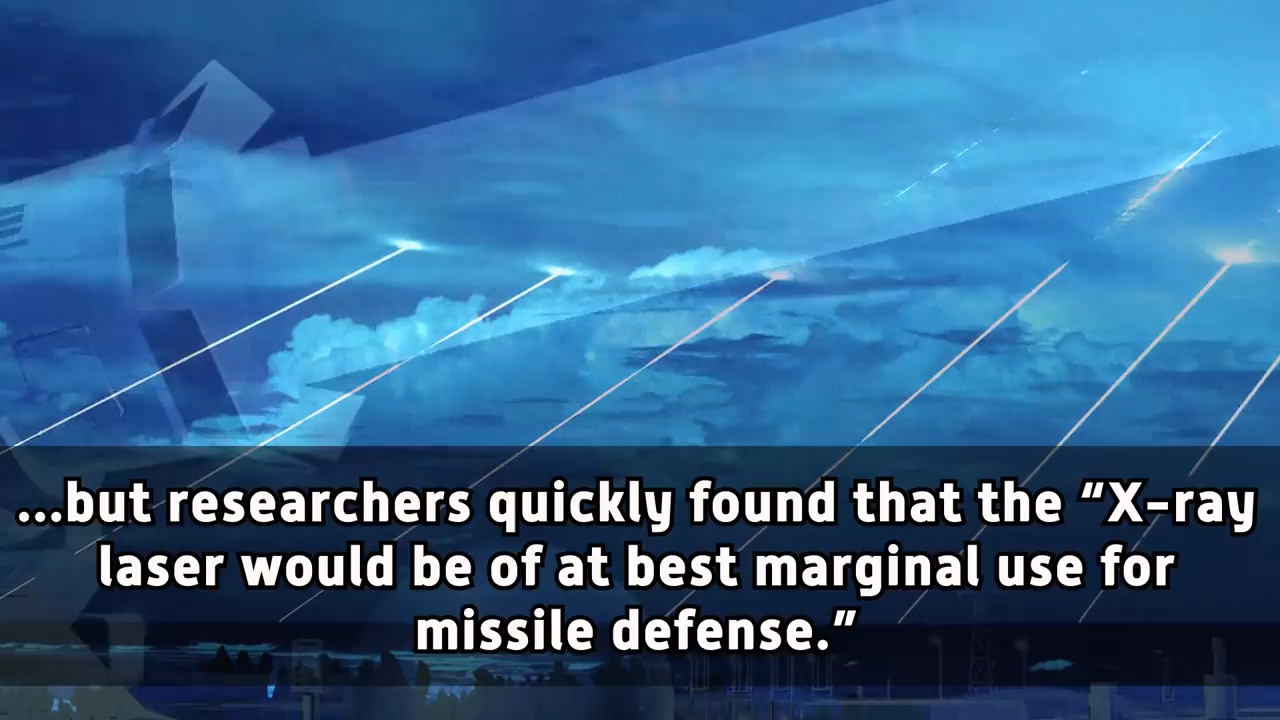 ...but researchers quickly found that the “X-ray
laser would be of at best marginal use for
missile defense.”